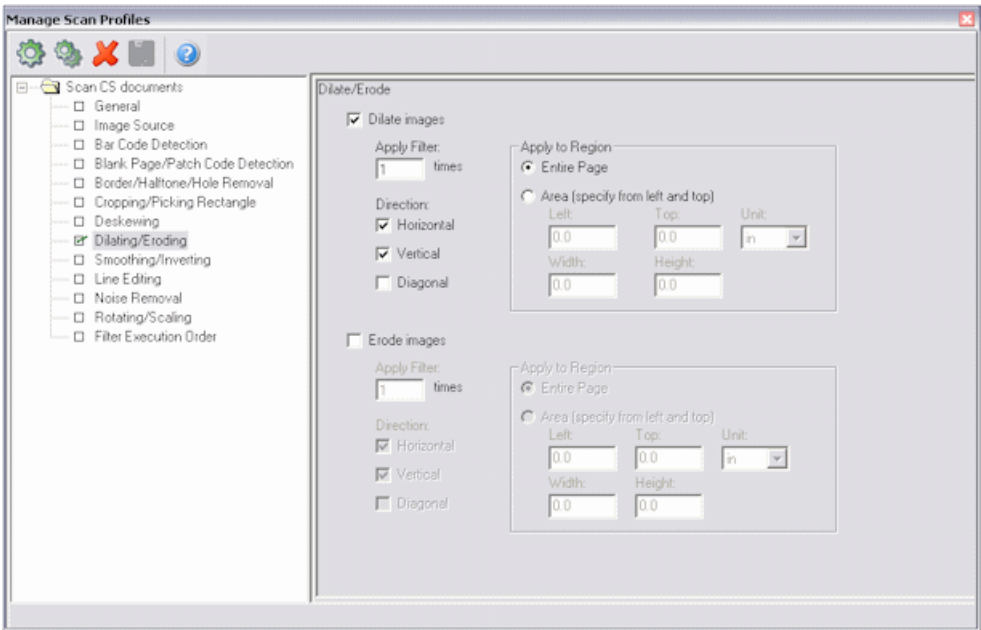 Manage Scan Profiles
Scan CS documents
General
Image Source
Bar Code Detection
Blank Page/Patch Code Detection
Border/Halftone/Hole Removal
Cropping/Picking Rectangle
Deskewing
Dilating/Eroding
Smoothing/Inverting
Line Editing
Noise Removal
Rotating/Scaling
Filter Execution Order
Dilate/Erode
Dilate images
Apply Filter:
1 times
Direction:
Horizontal
Vertical
Diagonal
Apply to Region
Entire Page
Area (specify from left and top)
Left: Top: Unit:
0.0 0.0 in
Width: Height:
0.0 0.0
Erode images
Apply Filter:
1 times
Direction:
Horizontal
Vertical
Diagonal
Apply to Region
Entire Page
Area (specify from left and top)
Left: Top: Unit:
0.0 0.0 in
Width: Height:
0.0 0.0